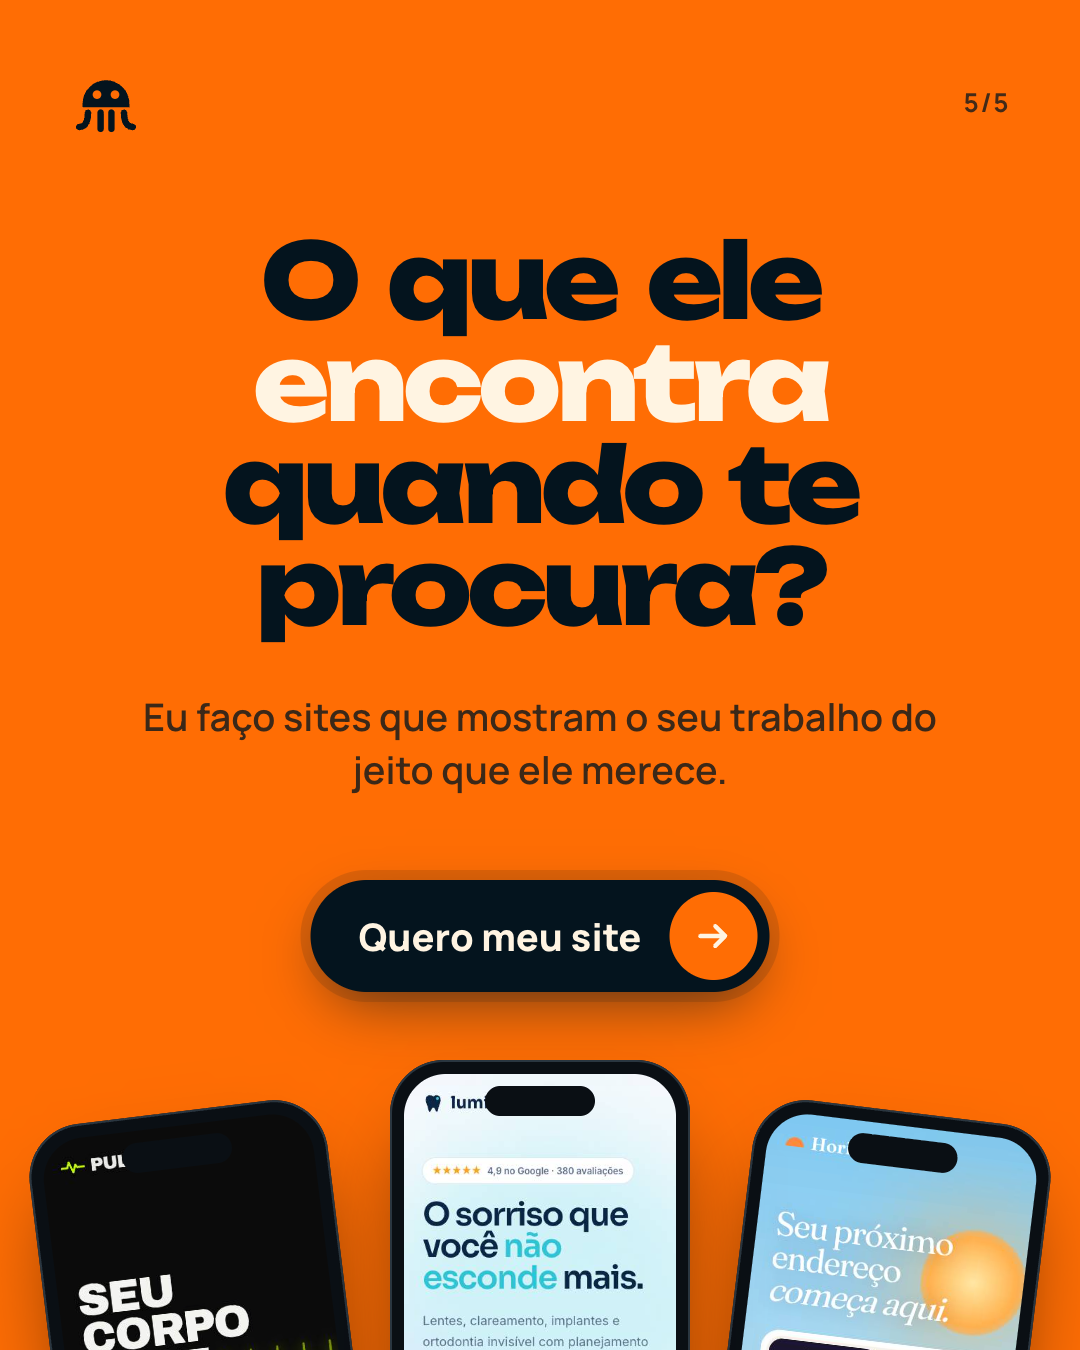 5/5
O que ele
encontra
quando te
procura?
Eu faço sites que mostram o seu trabalho do
jeito que ele merece.
Quero meu site
lumi
★★★★★ 4,9 no Google · 380 avaliações
O sorriso que
você não
esconde mais.
Lentes, clareamento, implantes e
ortodontia invisível com planejamento
PUL
SEU
CORPO
Hori
Seu próximo
endereço
começa aqui.